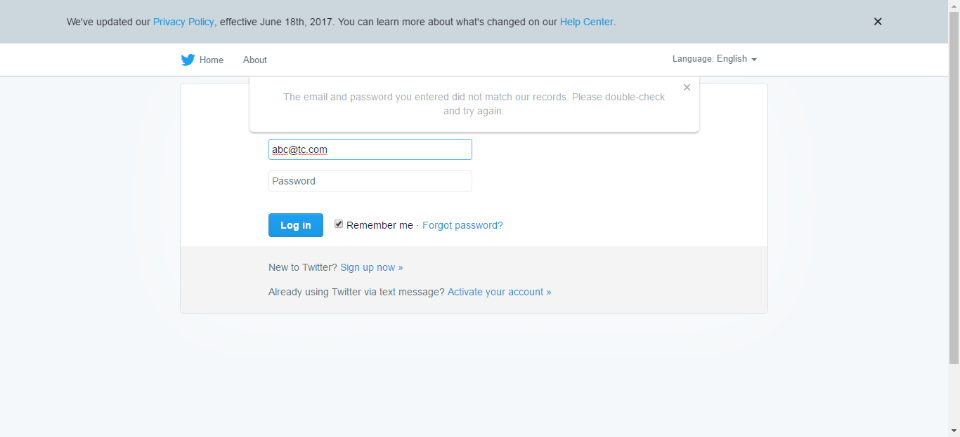 We've updated our Privacy Policy, effective June 18th, 2017. You can learn more about what's changed on our Help Center.
Home About Language: English
The email and password you entered did not match our records. Please double-check
and try again.
abc@tc.com
Password
Log in Remember me · Forgot password?
New to Twitter? Sign up now »
Already using Twitter via text message? Activate your account »